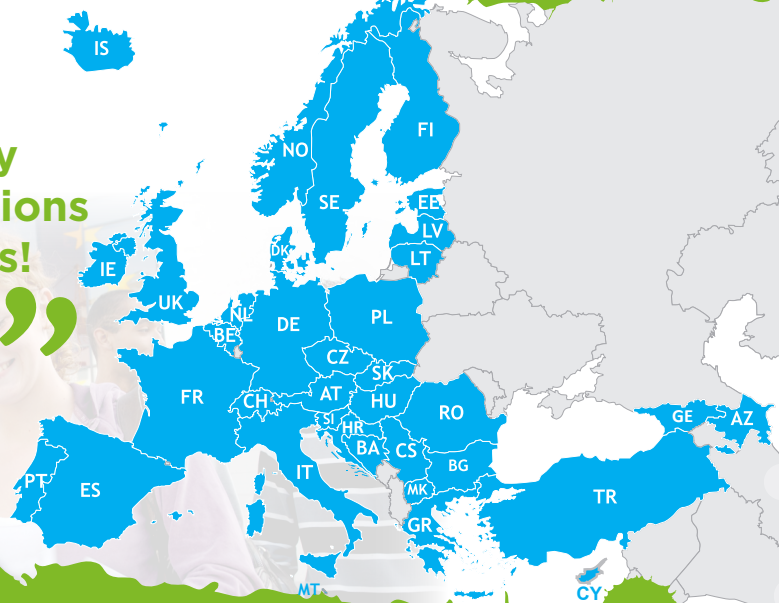 IS
y
ions
s!
”
NO
FI
SE
EE
LV
LT
DK
IE
UK
NL
BE
DE
PL
CZ
SK
FR
CH
AT
HU
RO
SI
HR
BA
CS
BG
IT
MK
GR
PT
ES
GE
AZ
TR
MT
CY